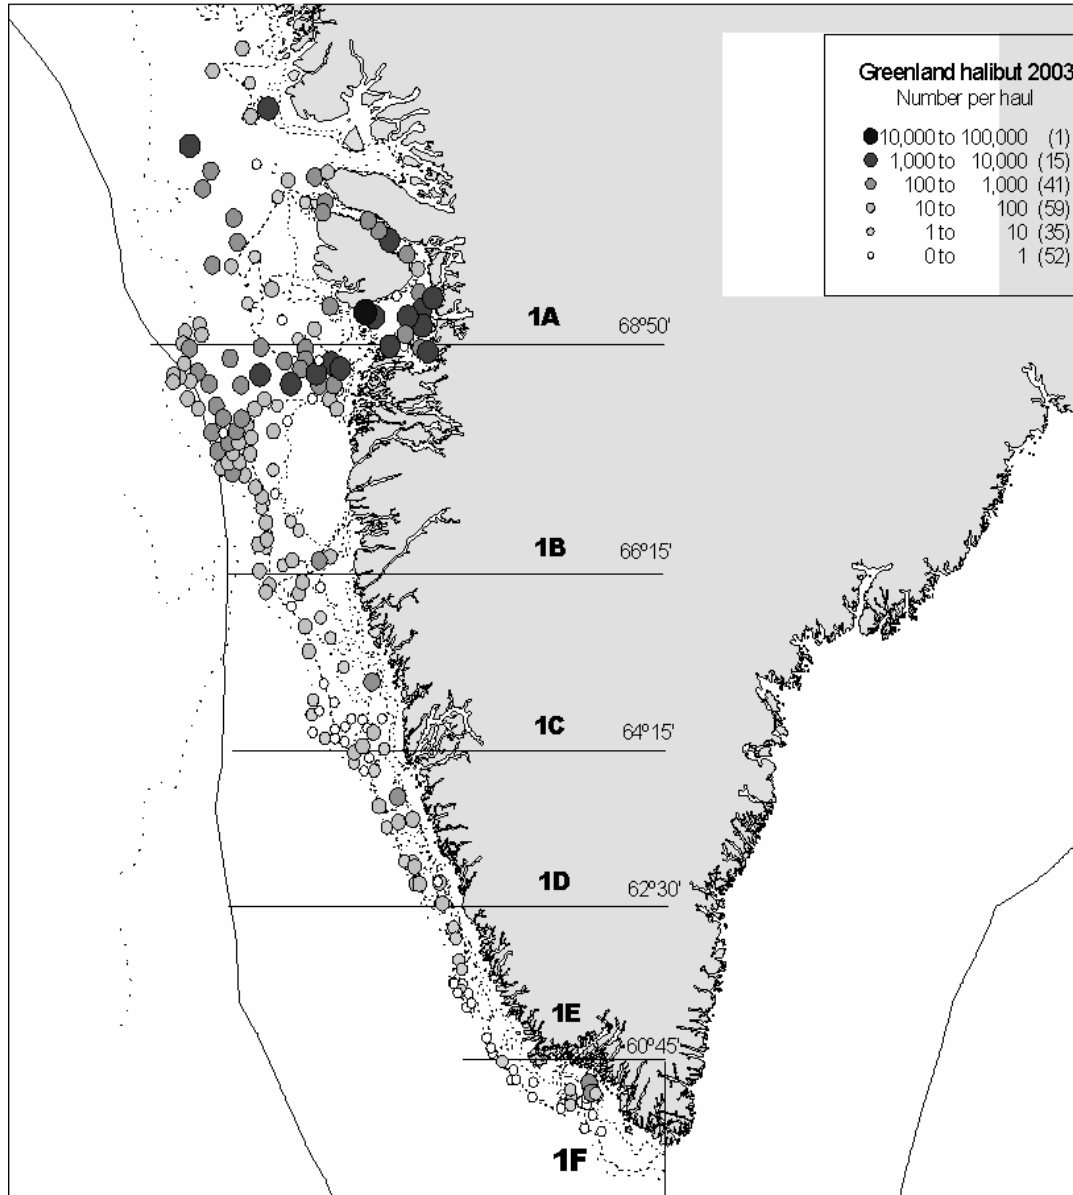 Greenland halibut 2003
Number per haul
10,000 to 100,000 (1)
1,000 to 10,000 (15)
100 to 1,000 (41)
10 to 100 (59)
1 to 10 (35)
0 to 1 (52)
1A 68º50'
1B 66º15'
1C 64º15'
1D 62º30'
1E
60º45'
1F